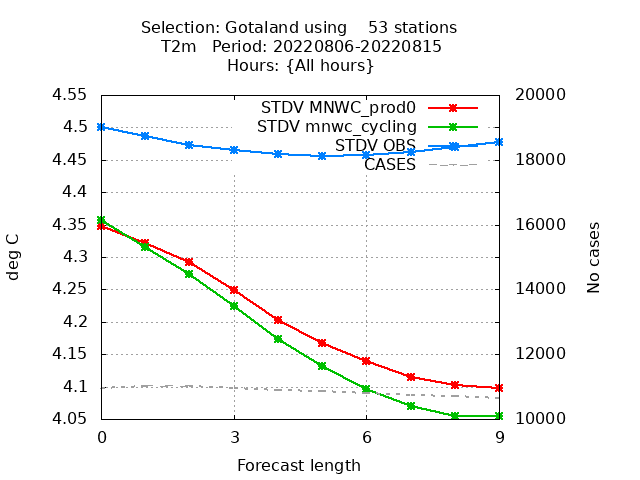 Selection: Gotaland using    53 stations
T2m   Period: 20220806-20220815
Hours: {All hours}
4.55
4.5
4.45
4.4
4.35
4.3
4.25
4.2
4.15
4.1
4.05
deg C
STDV MNWC_prod0
STDV mnwc_cycling
STDV OBS
CASES
20000
18000
16000
14000
12000
10000
No cases
0
3
6
9
Forecast length